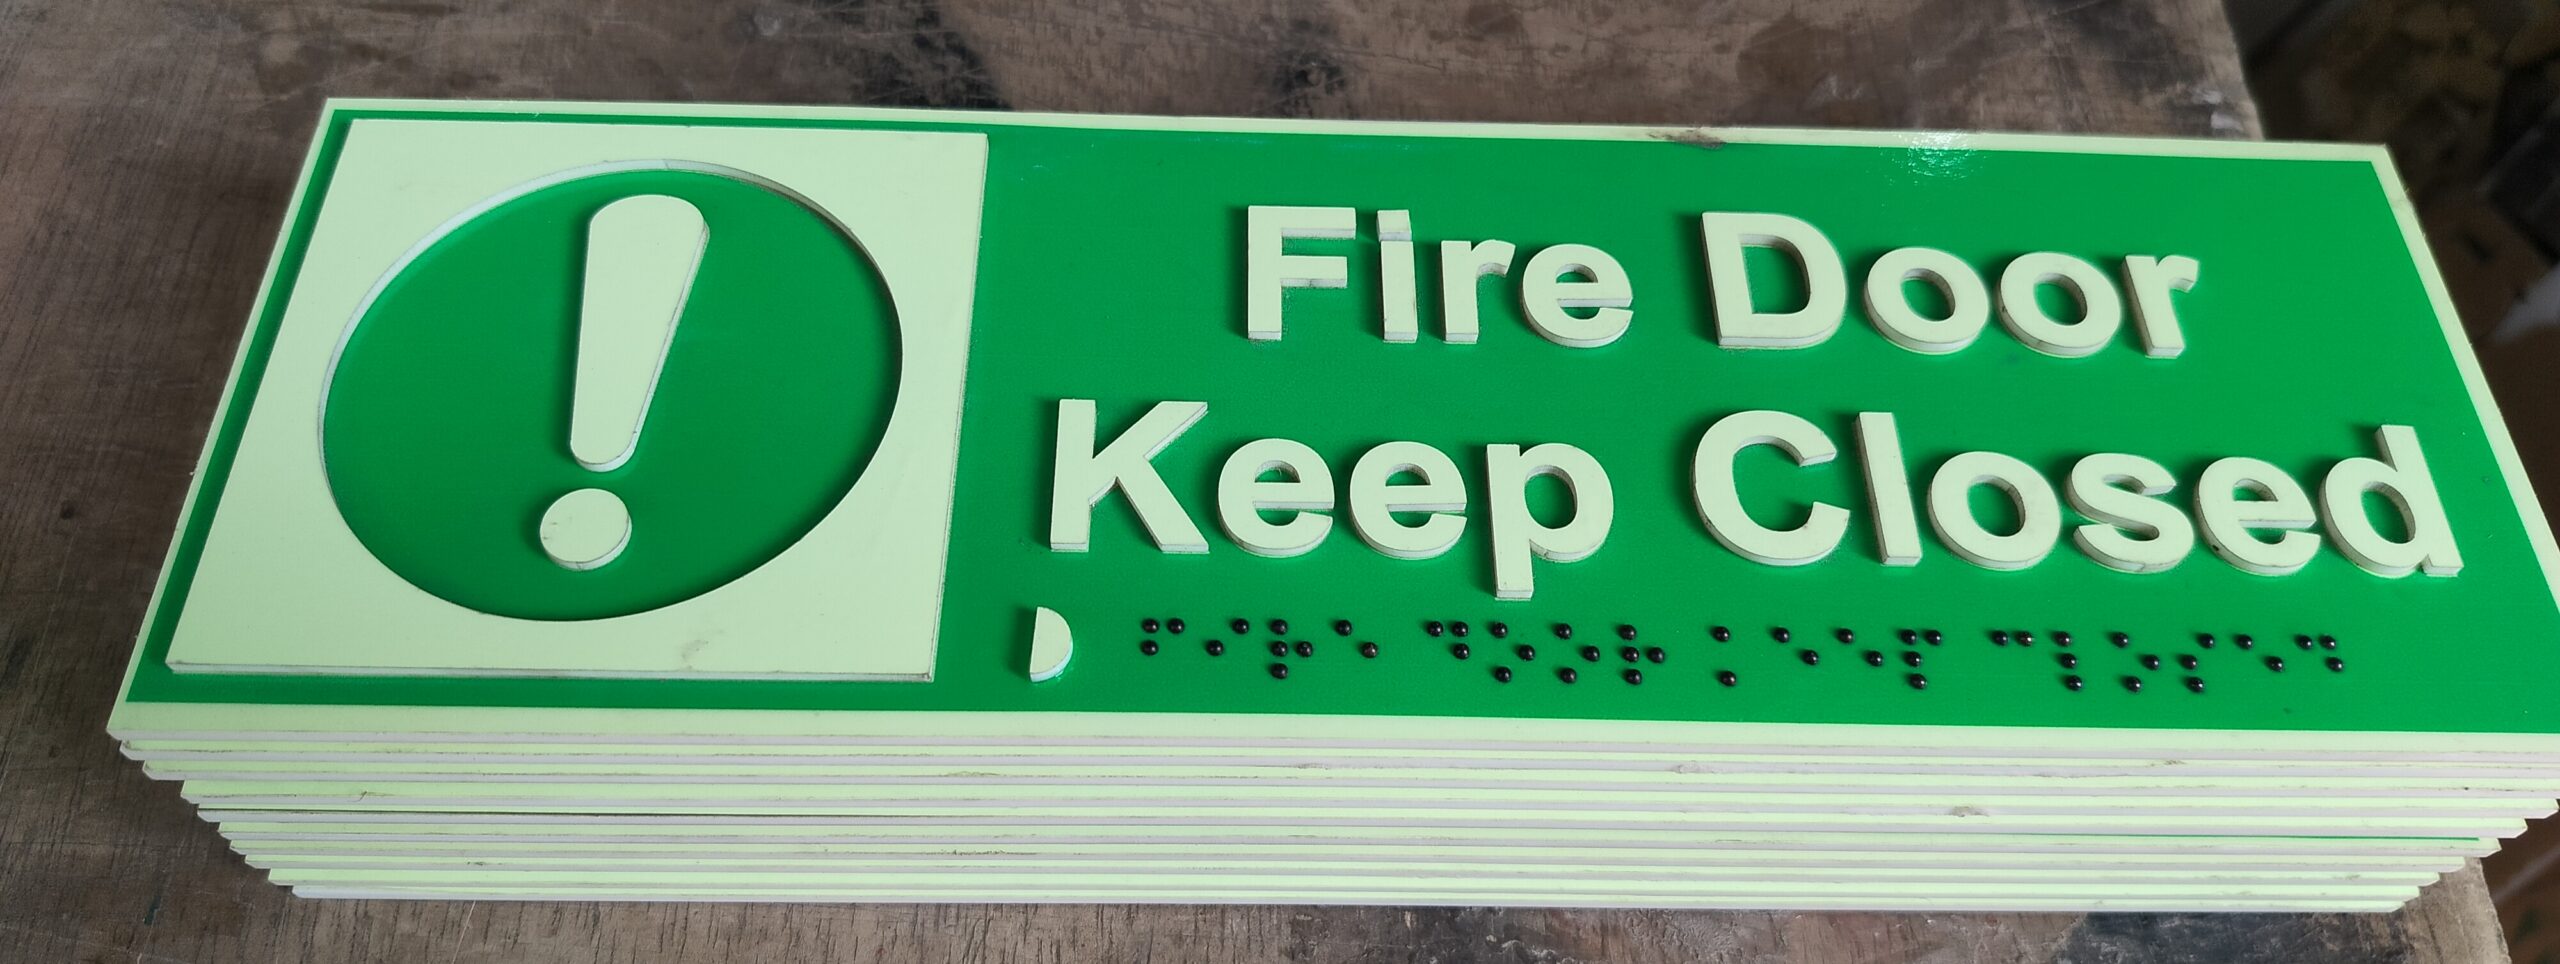 Fire Door
Keep Closed
⠋⠊⠗⠑ ⠙⠕⠕⠗ ⠅⠑⠑⠏ ⠉⠇⠕⠎⠑⠙